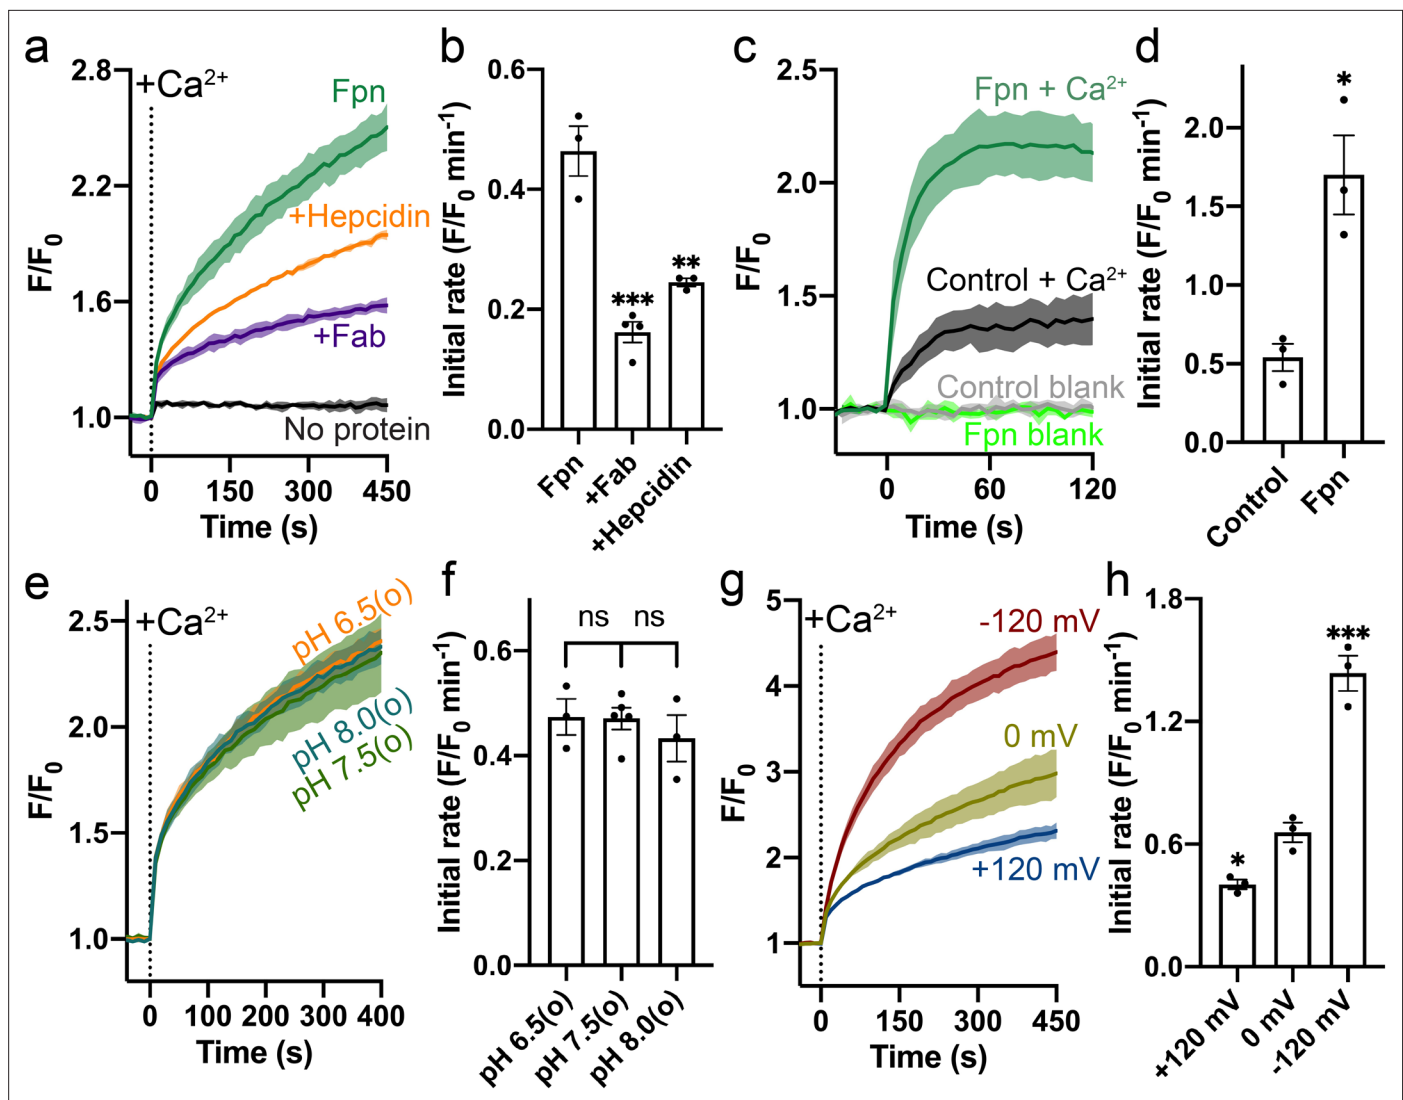 a
+Ca²⁺
Fpn
+Hepcidin
+Fab
No protein
2.8
2.2
1.6
1.0
F/F₀
0 150 300 450
Time (s)
b
Initial rate (F/F₀ min⁻¹)
0.6
0.4
0.2
0.0
***
**
Fpn
+Fab
+Hepcidin
c
Fpn + Ca²⁺
Control + Ca²⁺
Control blank
Fpn blank
2.5
2.0
1.5
1.0
F/F₀
0 60 120
Time (s)
d
Initial rate (F/F₀ min⁻¹)
*
2.0
1.5
1.0
0.5
0.0
Control
Fpn
e
+Ca²⁺
pH 6.5(o)
pH 8.0(o)
pH 7.5(o)
2.5
2.0
1.5
1.0
F/F₀
0 100 200 300 400
Time (s)
f
Initial rate (F/F₀ min⁻¹)
ns ns
0.6
0.4
0.2
0.0
pH 6.5(o)
pH 7.5(o)
pH 8.0(o)
g
+Ca²⁺
-120 mV
0 mV
+120 mV
5
4
3
2
1
F/F₀
0 150 300 450
Time (s)
h
Initial rate (F/F₀ min⁻¹)
1.8
1.2
0.6
0.0
*
***
+120 mV
0 mV
-120 mV